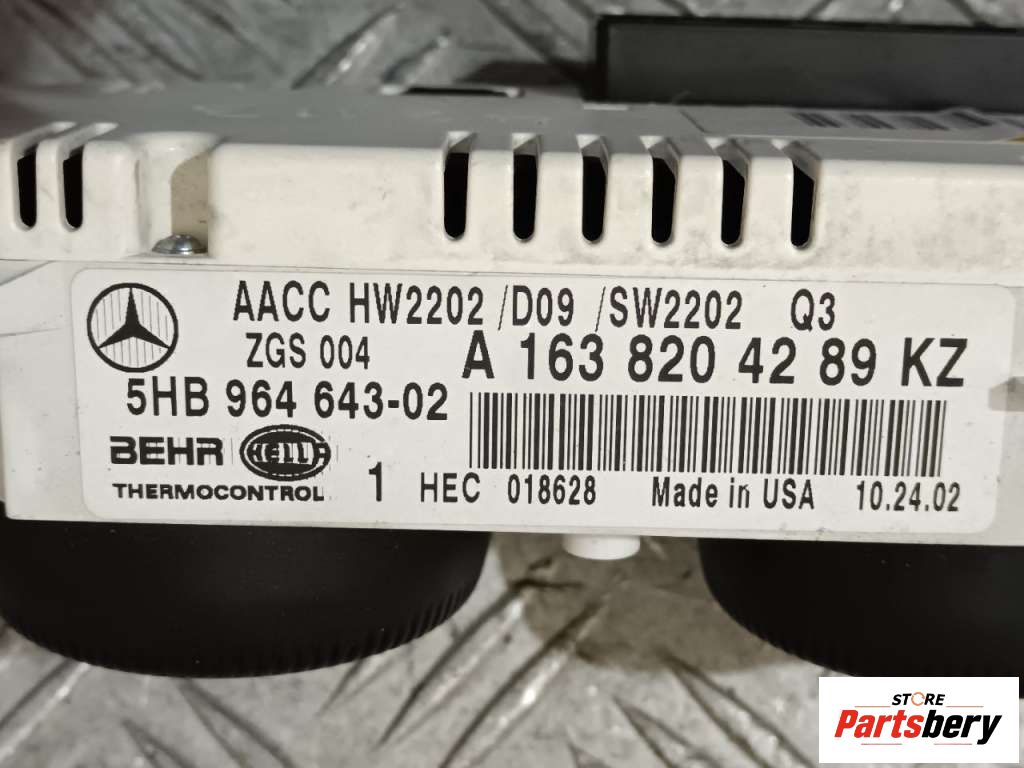 AACC HW2202 /D09 /SW2202 Q3
ZGS 004 A 163 820 42 89 KZ
5HB 964 643-02
BEHR HELLA
THERMOCONTROL 1 HEC 018628 Made in USA 10.24.02
STORE
Partsbery